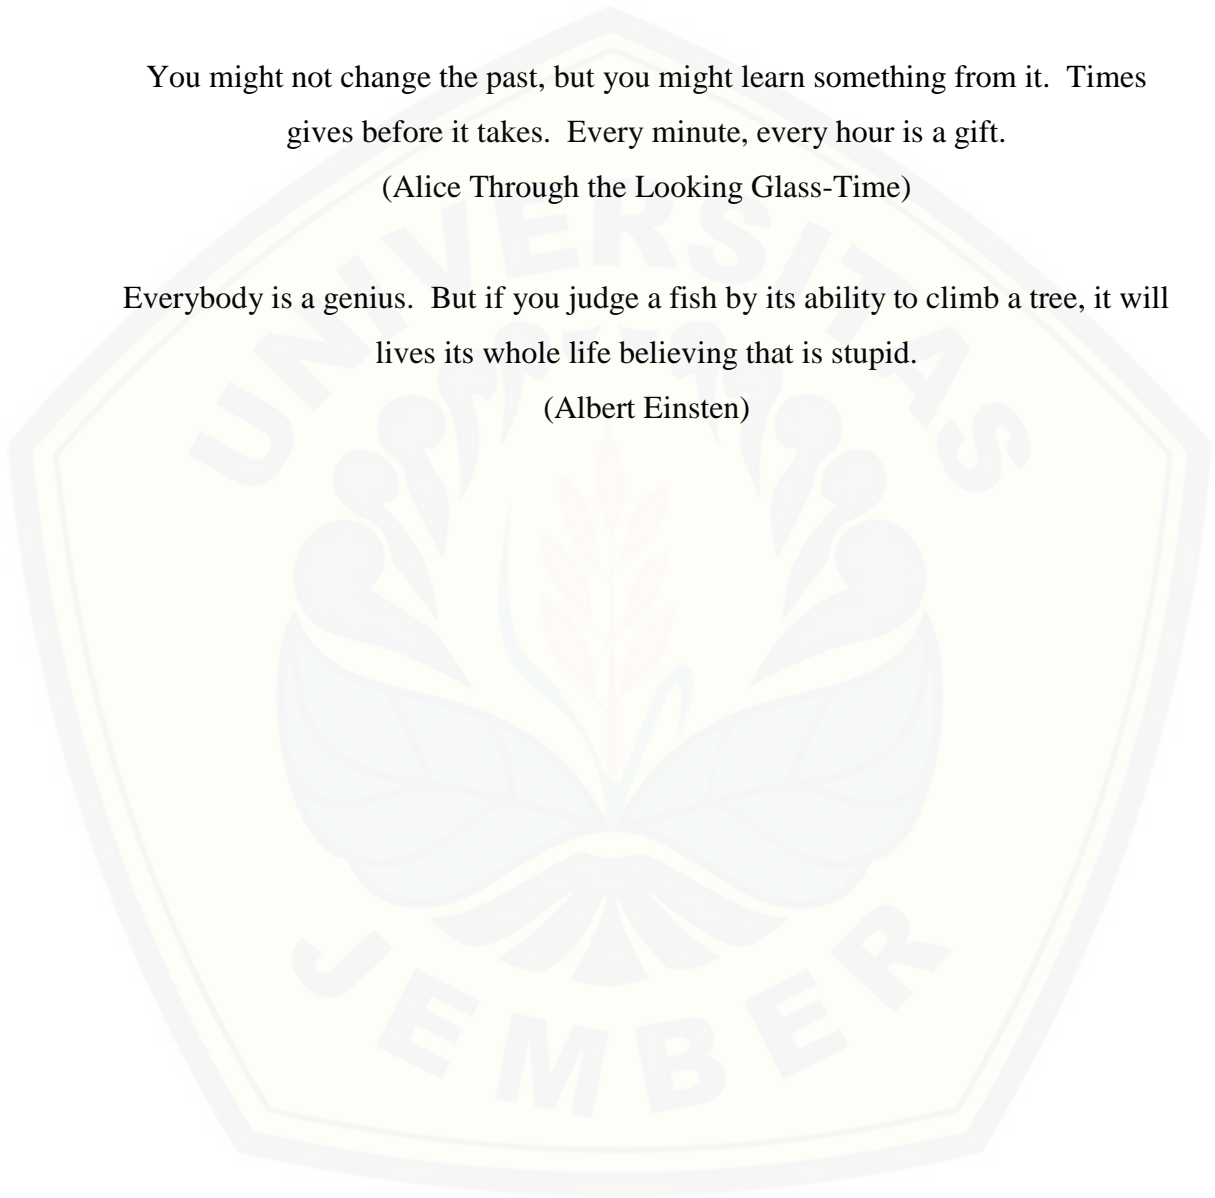 You might not change the past, but you might learn something from it.  Times
gives before it takes.  Every minute, every hour is a gift.
(Alice Through the Looking Glass-Time)
Everybody is a genius.  But if you judge a fish by its ability to climb a tree, it will
lives its whole life believing that is stupid.
(Albert Einsten)
UNIVERSITAS
JEMBER